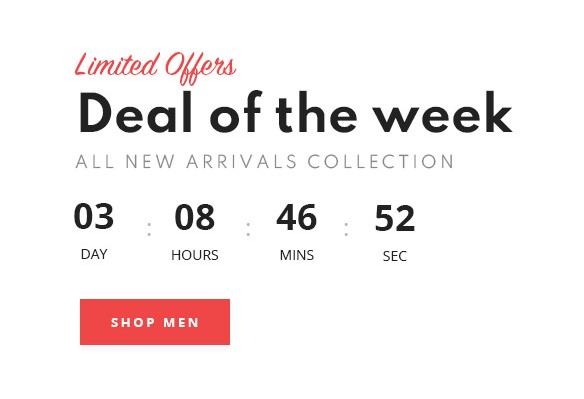 Limited Offers
Deal of the week
ALL NEW ARRIVALS COLLECTION
03 : 08 : 46 : 52
DAY HOURS MINS SEC
SHOP MEN